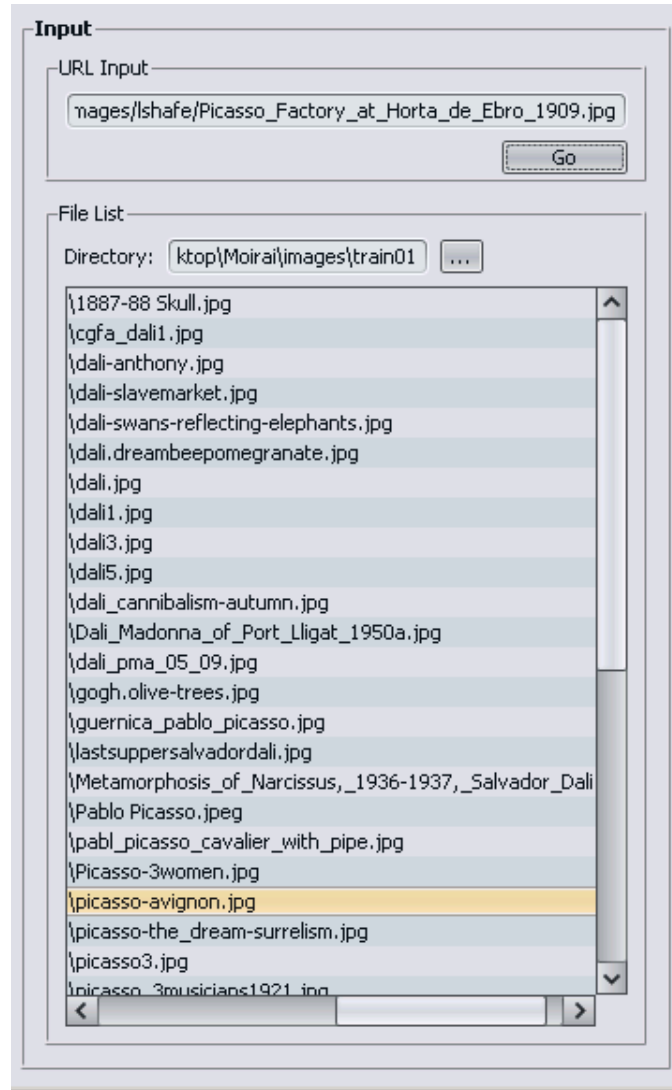 Input
URL Input
nages/lshafe/Picasso_Factory_at_Horta_de_Ebro_1909.jpg
Go
File List
Directory: ktop\Moirai\images\train01 ...
\1887-88 Skull.jpg
\cgfa_dali1.jpg
\dali-anthony.jpg
\dali-slavemarket.jpg
\dali-swans-reflecting-elephants.jpg
\dali.dreambeepomegranate.jpg
\dali.jpg
\dali1.jpg
\dali3.jpg
\dali5.jpg
\dali_cannibalism-autumn.jpg
\Dali_Madonna_of_Port_Lligat_1950a.jpg
\dali_pma_05_09.jpg
\gogh.olive-trees.jpg
\guernica_pablo_picasso.jpg
\lastsuppersalvadordali.jpg
\Metamorphosis_of_Narcissus,_1936-1937,_Salvador_Dali
\Pablo Picasso.jpeg
\pabl_picasso_cavalier_with_pipe.jpg
\Picasso-3women.jpg
\picasso-avignon.jpg
\picasso-the_dream-surrelism.jpg
\picasso3.jpg
\picasso_3musicians1921.jpg